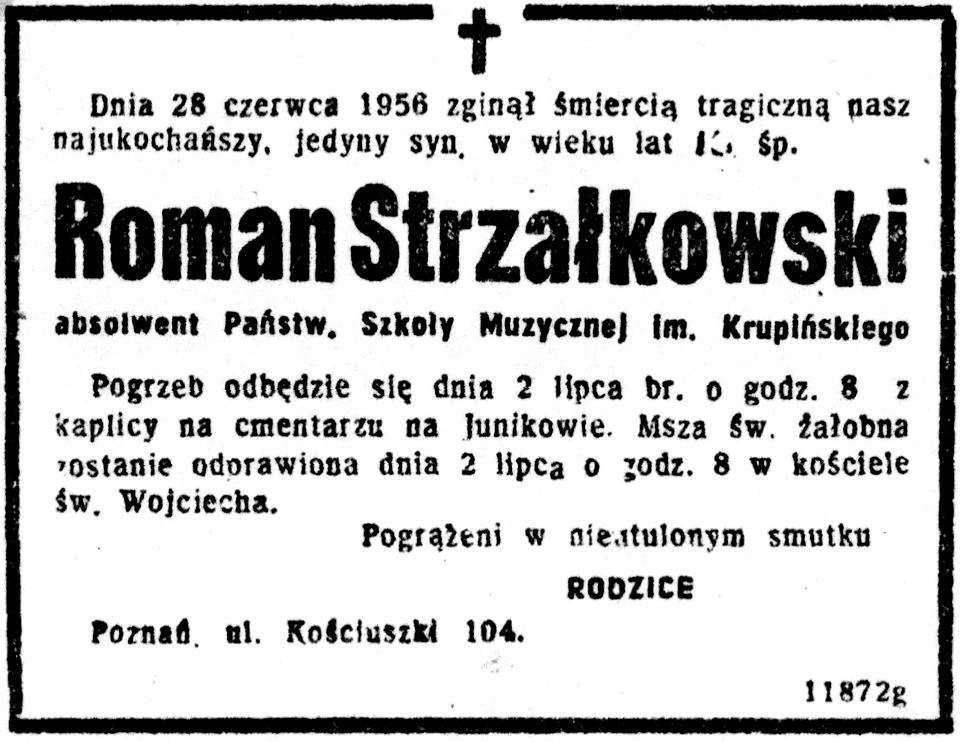 Dnia 28 czerwca 1956 zginął śmiercią tragiczną nasz
najukochańszy, jedyny syn, w wieku lat śp.
Roman Strzałkowski
absolwent Państw. Szkoły Muzycznej im. Krupińskiego
Pogrzeb odbędzie się dnia 2 lipca br. o godz. 8 z
kaplicy na cmentarzu na Junikowie. Msza św. żałobna
zostanie odprawiona dnia 2 lipca o godz. 8 w kościele
św. Wojciecha.
Pogrążeni w nieutulonym smutku
RODZICE
Poznań, ul. Kościuszki 104.
11872g